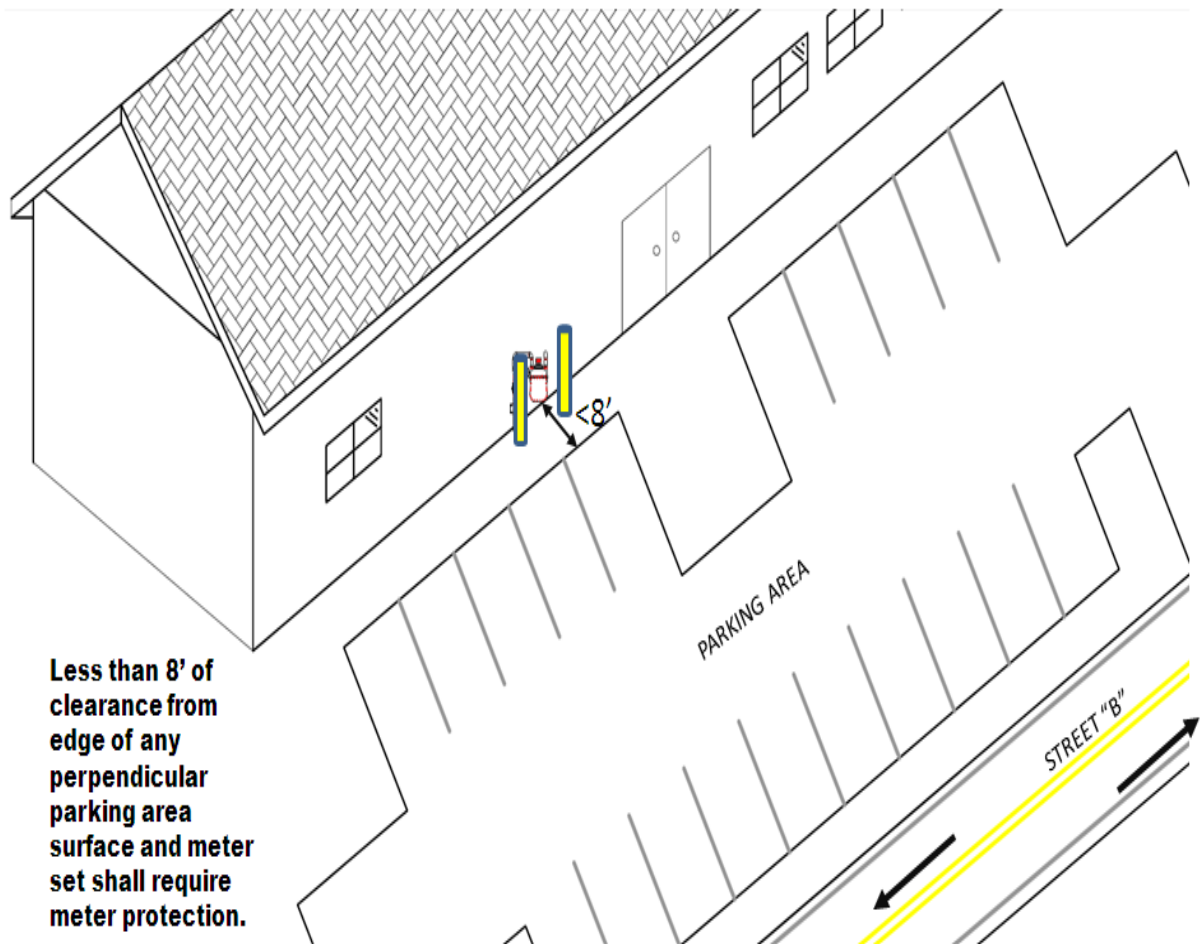 <8’
PARKING AREA
STREET “B”
Less than 8’ of
clearance from
edge of any
perpendicular
parking area
surface and meter
set shall require
meter protection.